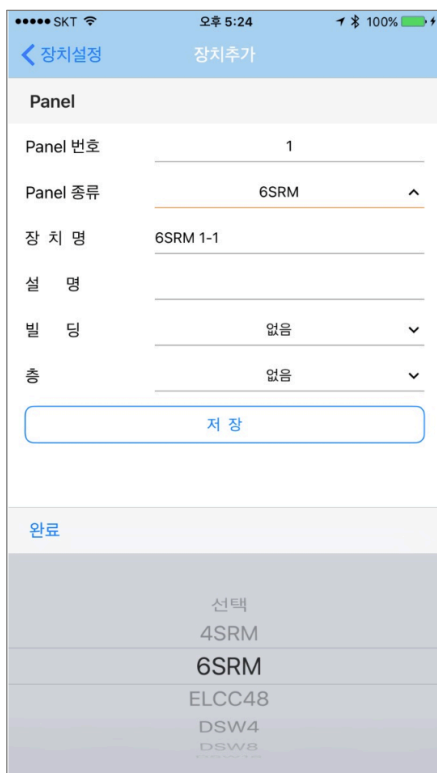 SKT 오후 5:24 100%
장치설정 장치추가
Panel
Panel 번호 1
Panel 종류 6SRM
장 치 명 6SRM 1-1
설 명
빌 딩 없음
층 없음
저 장
완료
선택
4SRM
6SRM
ELCC48
DSW4
DSW8